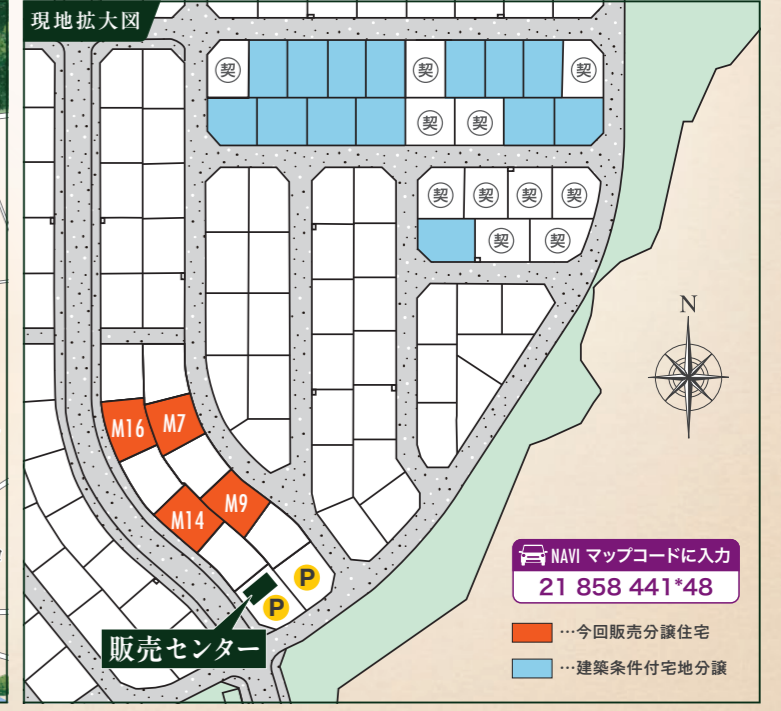 現地拡大図
契 契 契
契 契
契 契 契 契
契 契
N
M16 M7
M9
M14
P
P
販売センター
NAVI マップコードに入力
21 858 441*48
…今回販売分譲住宅
…建築条件付宅地分譲